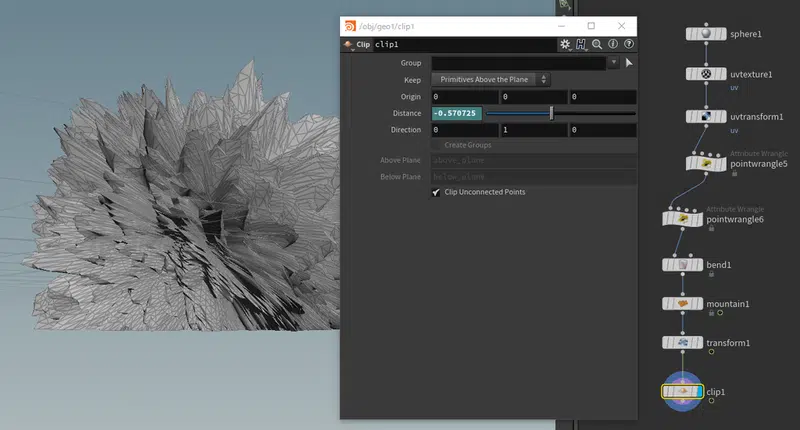 /obj/geo1/clip1
Clip clip1
Group
Keep Primitives Above the Plane
Origin 0 0 0
Distance -0.570725
Direction 0 1 0
Create Groups
Above Plane above_plane
Below Plane below_plane
Clip Unconnected Points
sphere1
uvtexture1
uv
uvtransform1
uv
Attribute Wrangle
pointwrangle5
Attribute Wrangle
pointwrangle6
bend1
mountain1
transform1
clip1